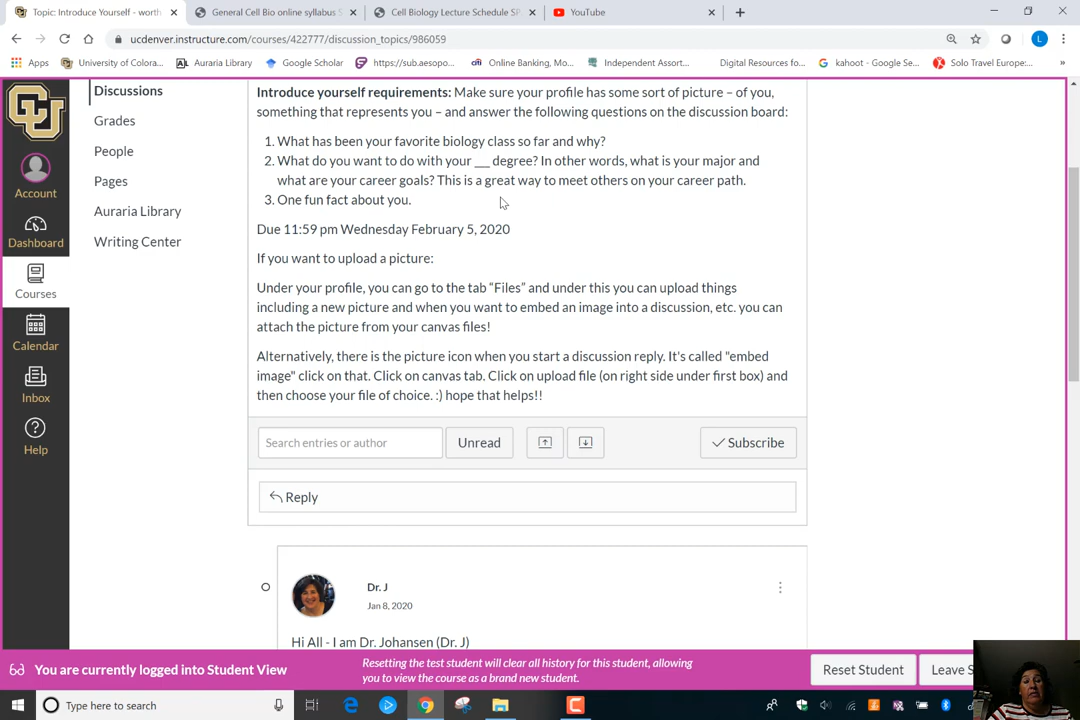 Topic: Introduce Yourself - worth
General Cell Bio online syllabus S
Cell Biology Lecture Schedule SP
YouTube
ucdenver.instructure.com/courses/422777/discussion_topics/986059
L
Apps
University of Colora...
Auraria Library
Google Scholar
https://sub.aesopo...
Online Banking, Mo...
Independent Assort...
Digital Resources fo...
kahoot - Google Se...
Solo Travel Europe:...
Discussions
Grades
People
Pages
Auraria Library
Writing Center
Account
Dashboard
Courses
Calendar
Inbox
Help
Introduce yourself requirements: Make sure your profile has some sort of picture – of you,
something that represents you – and answer the following questions on the discussion board:
1. What has been your favorite biology class so far and why?
2. What do you want to do with your ___ degree? In other words, what is your major and
what are your career goals? This is a great way to meet others on your career path.
3. One fun fact about you.
Due 11:59 pm Wednesday February 5, 2020
If you want to upload a picture:
Under your profile, you can go to the tab "Files" and under this you can upload things
including a new picture and when you want to embed an image into a discussion, etc. you can
attach the picture from your canvas files!
Alternatively, there is the picture icon when you start a discussion reply. It's called "embed
image" click on that. Click on canvas tab. Click on upload file (on right side under first box) and
then choose your file of choice. :) hope that helps!!
Search entries or author
Unread
Subscribe
Reply
Dr. J
Jan 8, 2020
Hi All - I am Dr. Johansen (Dr. J)
You are currently logged into Student View
Resetting the test student will clear all history for this student, allowing
you to view the course as a brand new student.
Reset Student
Leave S
Type here to search